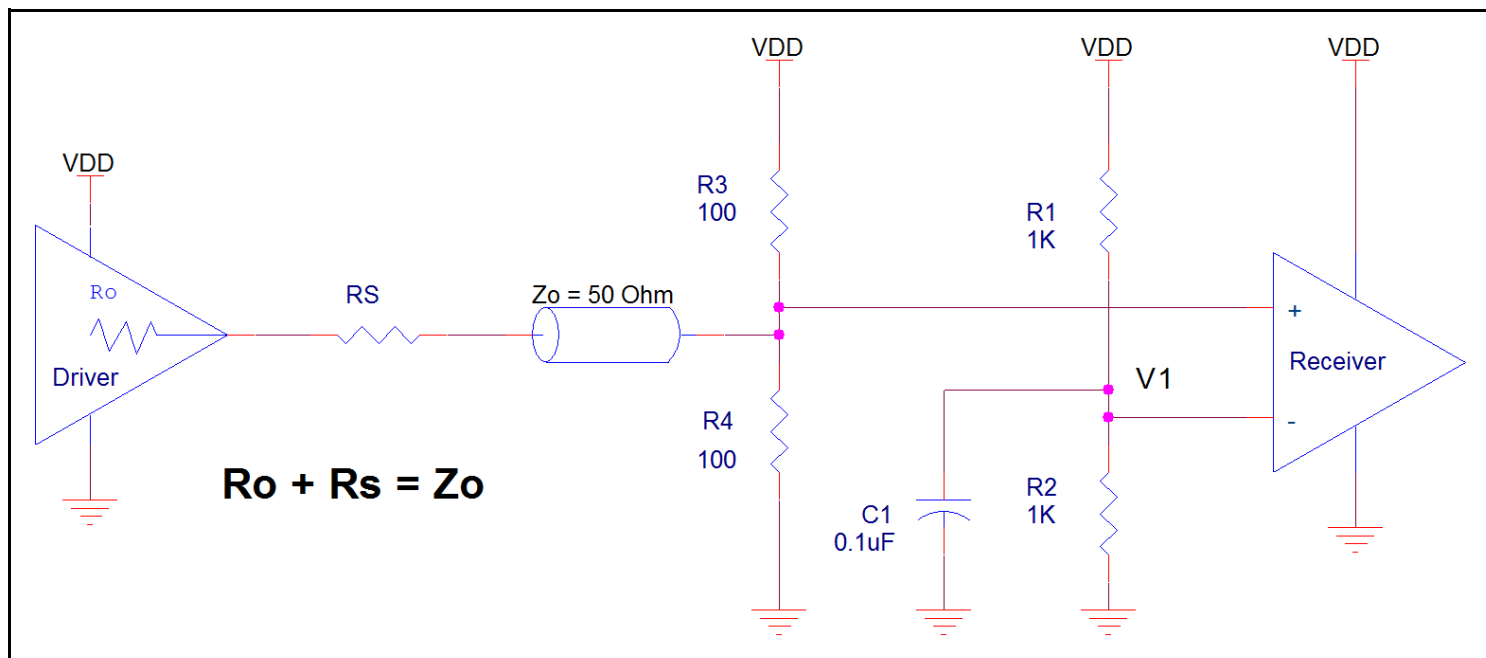 VDD
VDD
VDD
VDD
R3
100
R1
1K
Ro
RS
Zo = 50 Ohm
+
Driver
Receiver
V1
-
R4
100
Ro + Rs = Zo
R2
1K
C1
0.1uF